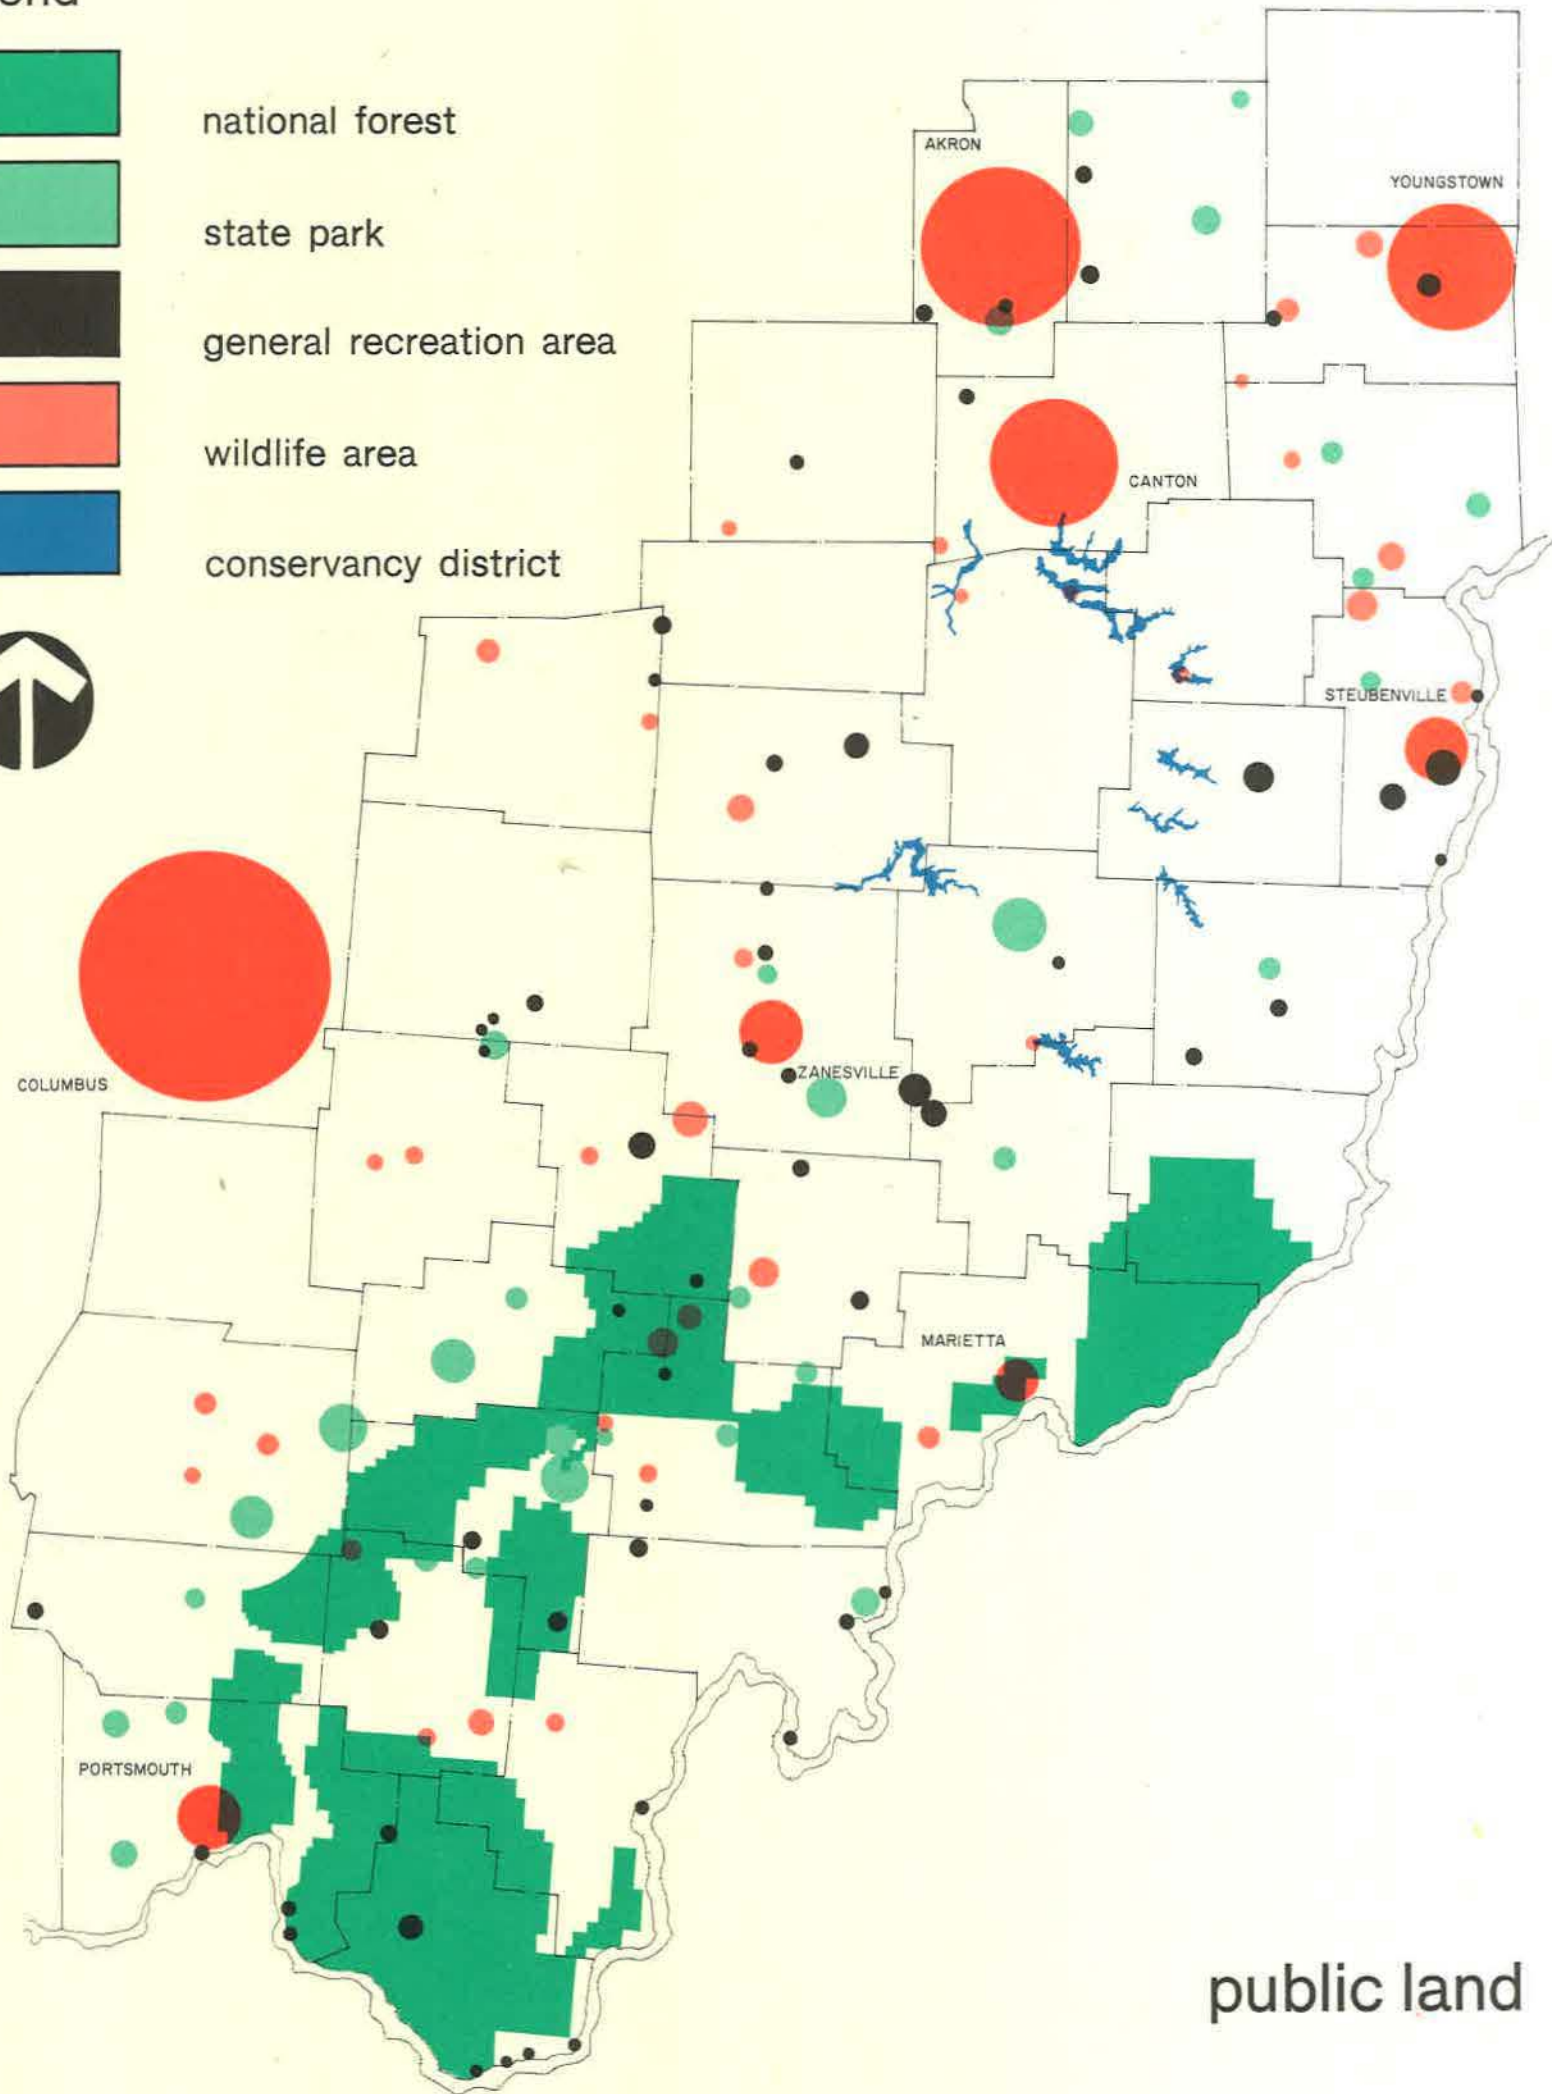 national forest
state park
general recreation area
wildlife area
conservancy district
AKRON
YOUNGSTOWN
CANTON
STEUBENVILLE
COLUMBUS
ZANESVILLE
MARIETTA
PORTSMOUTH
public land